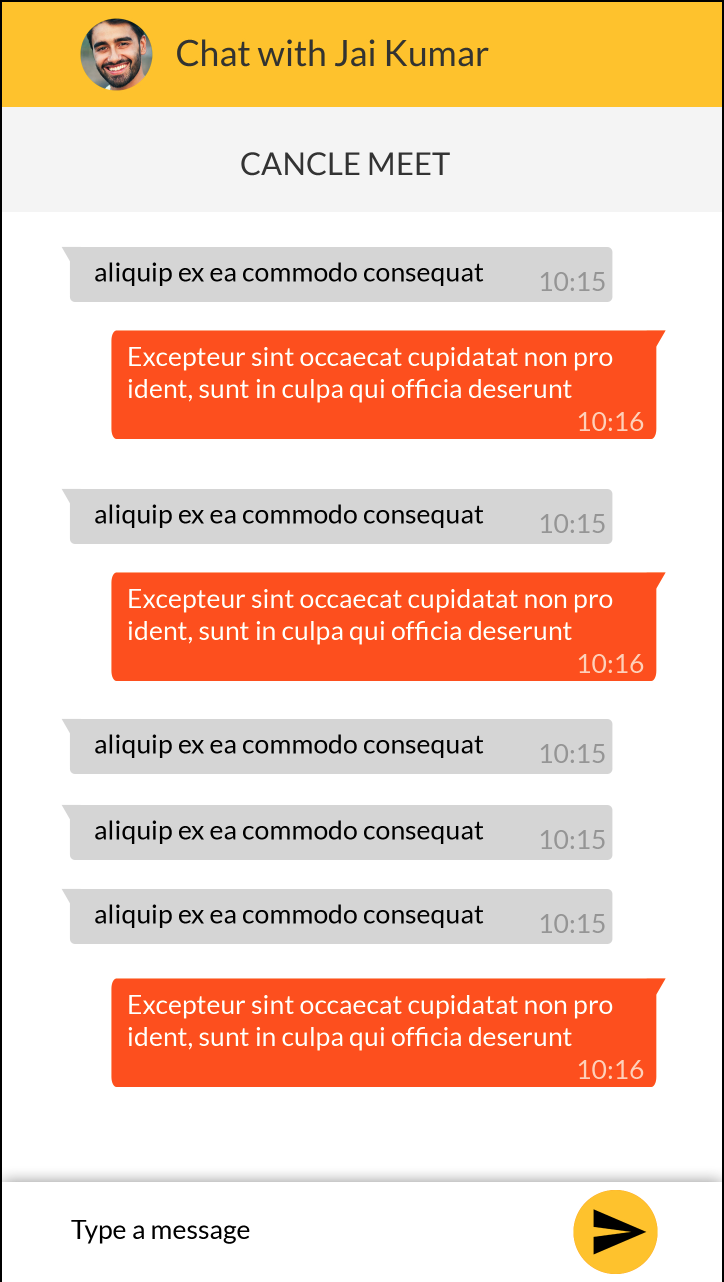 Chat with Jai Kumar
CANCLE MEET
aliquip ex ea commodo consequat 10:15
Excepteur sint occaecat cupidatat non pro
ident, sunt in culpa qui officia deserunt
10:16
aliquip ex ea commodo consequat 10:15
Excepteur sint occaecat cupidatat non pro
ident, sunt in culpa qui officia deserunt
10:16
aliquip ex ea commodo consequat 10:15
aliquip ex ea commodo consequat 10:15
aliquip ex ea commodo consequat 10:15
Excepteur sint occaecat cupidatat non pro
ident, sunt in culpa qui officia deserunt
10:16
Type a message